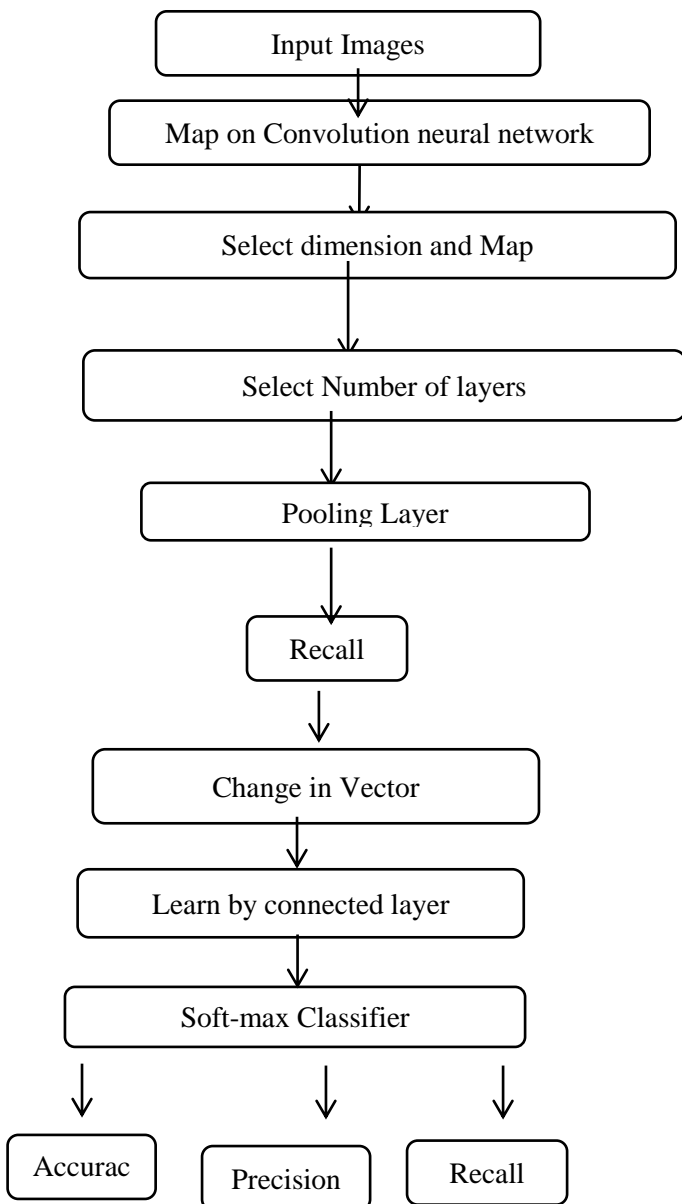 Input Images
Map on Convolution neural network
Select dimension and Map
Select Number of layers
Pooling Layer
Recall
Change in Vector
Learn by connected layer
Soft-max Classifier
Accurac
Precision
Recall